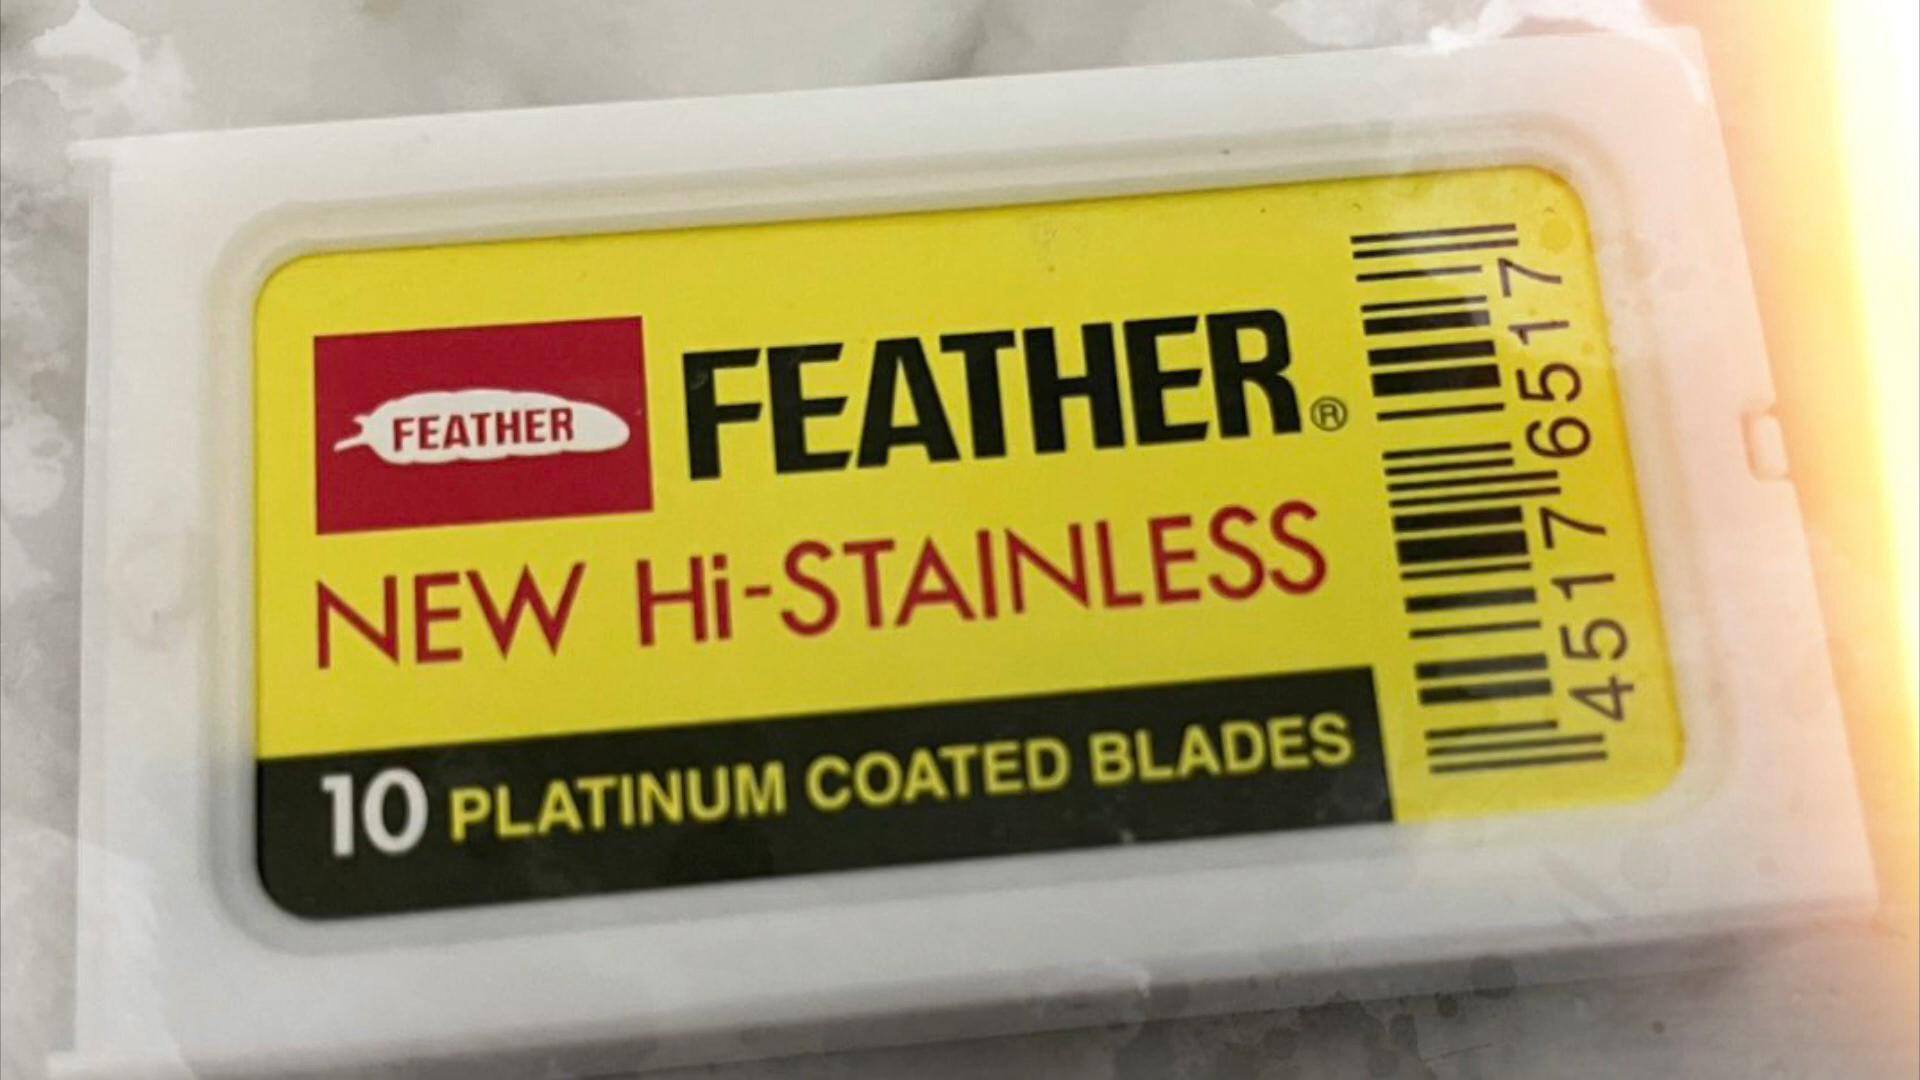 FEATHER
FEATHER®
NEW Hi-STAINLESS
10 PLATINUM COATED BLADES
4517 6517